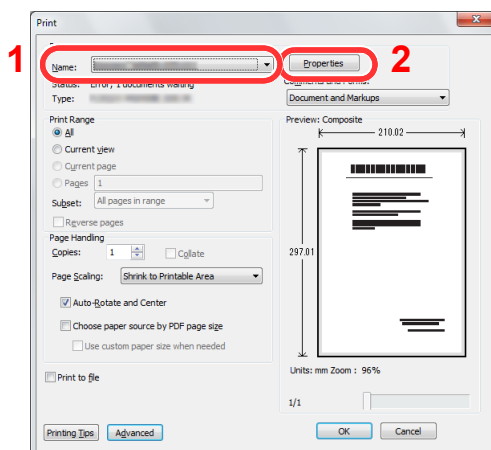 Print
1
Name:
Properties
2
Status: Error; 1 documents waiting
Comments and Forms:
Type:
Document and Markups
Print Range
Preview: Composite
All
210.02
Current view
Current page
Pages 1
Subset: All pages in range
Reverse pages
Page Handling
Copies: 1 Collate
297.01
Page Scaling: Shrink to Printable Area
Auto-Rotate and Center
Choose paper source by PDF page size
Use custom paper size when needed
Print to file
Units: mm Zoom : 96%
1/1
Printing Tips Advanced OK Cancel